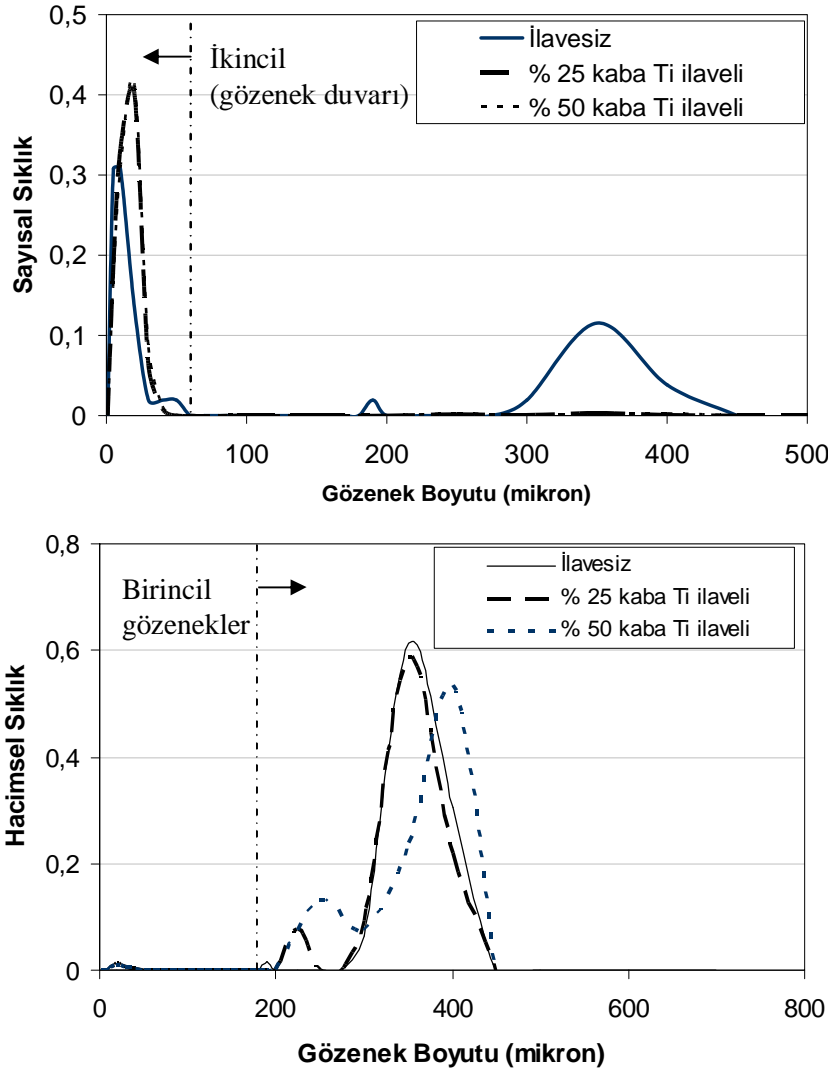 0,5
0,4
0,3
0,2
0,1
0
Sayısal Sıklık
İkincil
(gözenek duvarı)
İlavesiz
% 25 kaba Ti ilaveli
% 50 kaba Ti ilaveli
0 100 200 300 400 500
Gözenek Boyutu (mikron)
0.8
0.6
0.4
0.2
0
Hacimsel Sıklık
Birincil
gözenekler
İlavesiz
% 25 kaba Ti ilaveli
% 50 kaba Ti ilaveli
0 200 400 600 800
Gözenek Boyutu (mikron)